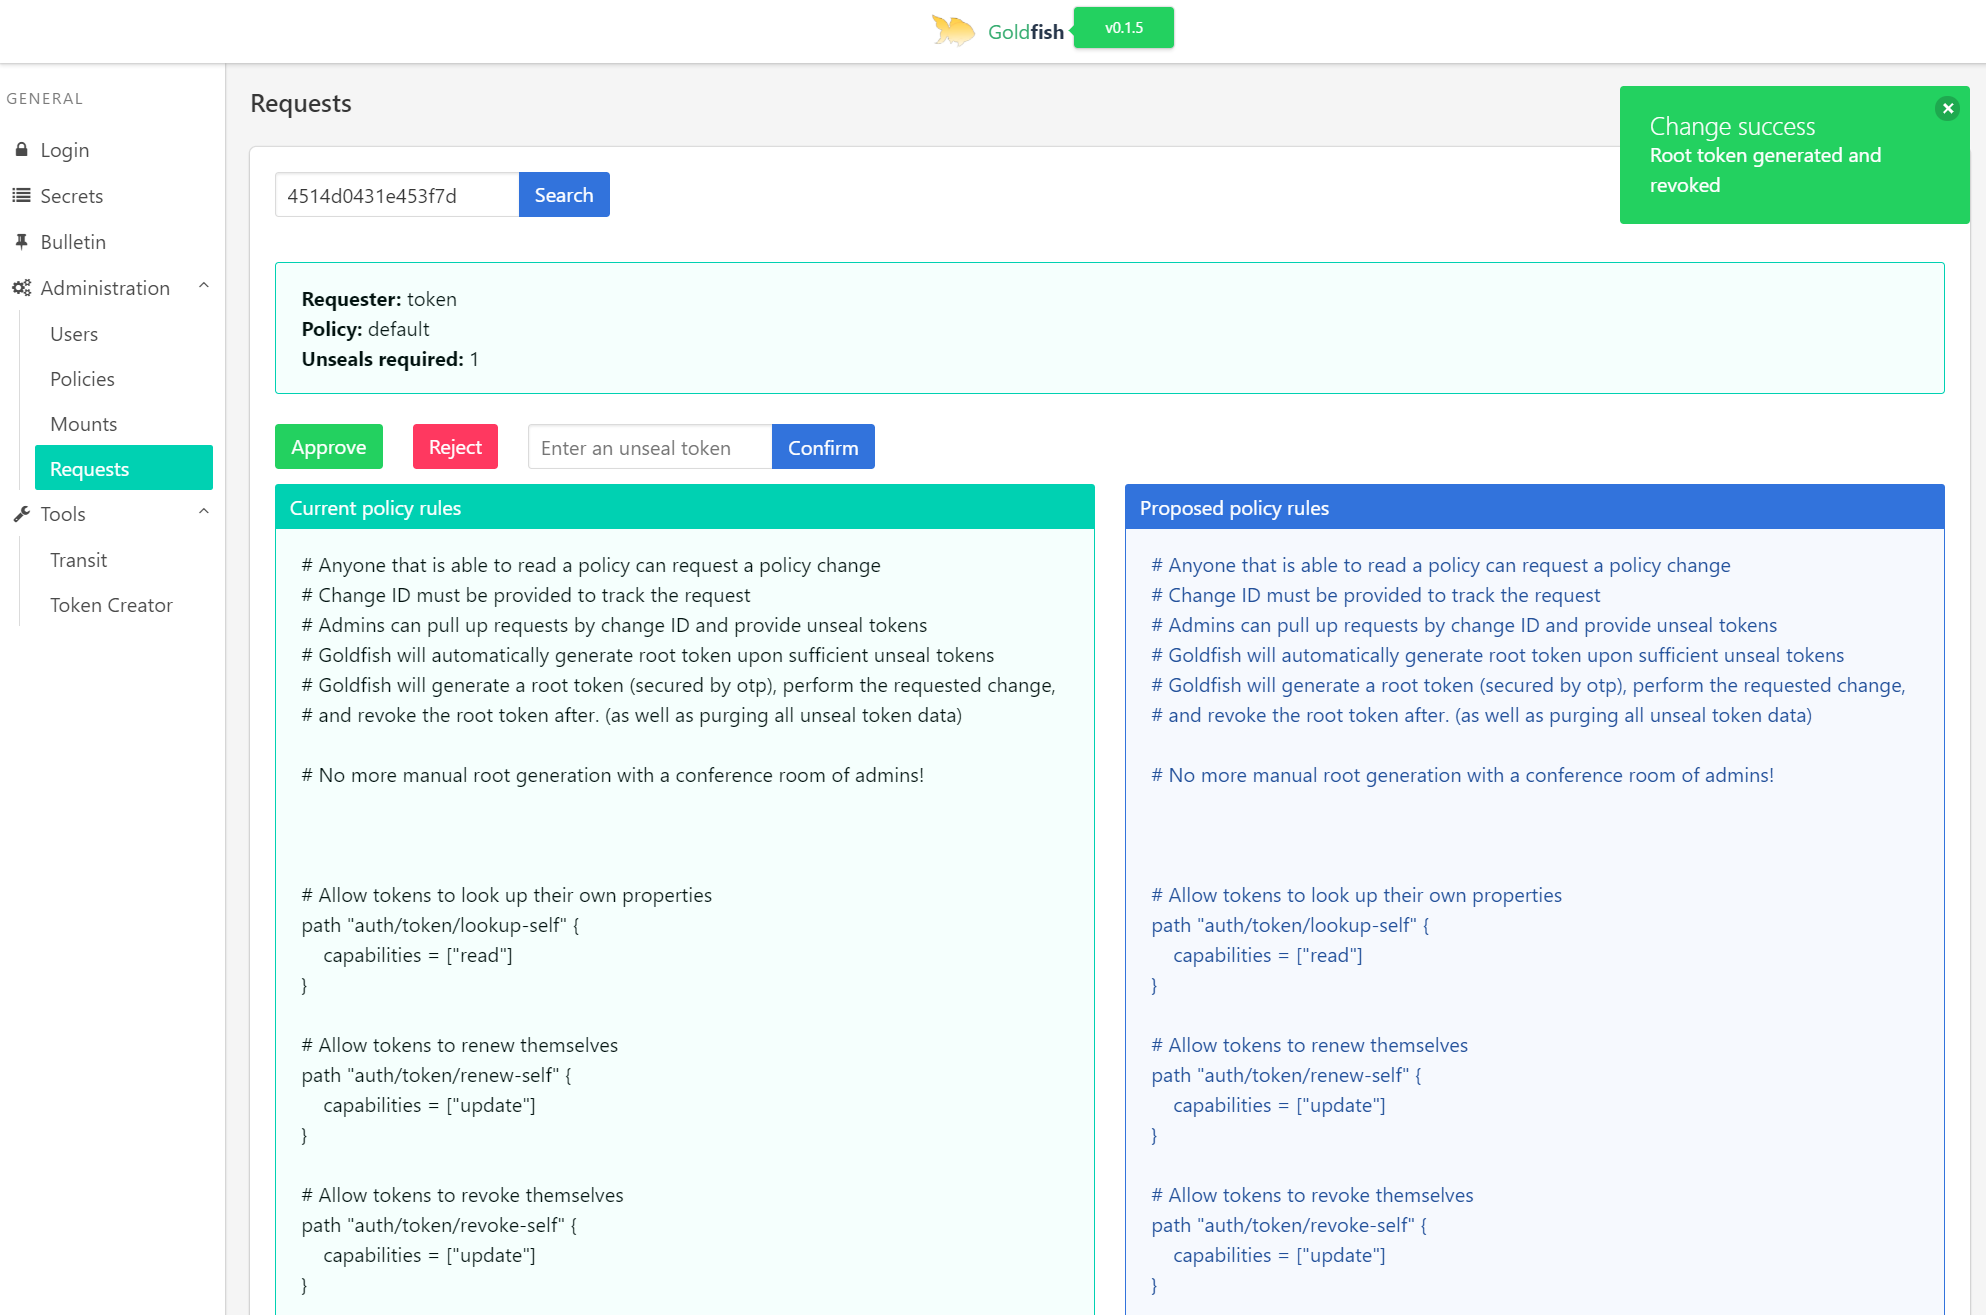 Goldfish
v0.1.5
GENERAL
Login
Secrets
Bulletin
Administration
Users
Policies
Mounts
Requests
Tools
Transit
Token Creator
Requests
Change success
Root token generated and
revoked
4514d0431e453f7d
Search
Requester: token
Policy: default
Unseals required: 1
Approve
Reject
Enter an unseal token
Confirm
Current policy rules
# Anyone that is able to read a policy can request a policy change
# Change ID must be provided to track the request
# Admins can pull up requests by change ID and provide unseal tokens
# Goldfish will automatically generate root token upon sufficient unseal tokens
# Goldfish will generate a root token (secured by otp), perform the requested change,
# and revoke the root token after. (as well as purging all unseal token data)
# No more manual root generation with a conference room of admins!
# Allow tokens to look up their own properties
path "auth/token/lookup-self" {
capabilities = ["read"]
}
# Allow tokens to renew themselves
path "auth/token/renew-self" {
capabilities = ["update"]
}
# Allow tokens to revoke themselves
path "auth/token/revoke-self" {
capabilities = ["update"]
}
Proposed policy rules
# Anyone that is able to read a policy can request a policy change
# Change ID must be provided to track the request
# Admins can pull up requests by change ID and provide unseal tokens
# Goldfish will automatically generate root token upon sufficient unseal tokens
# Goldfish will generate a root token (secured by otp), perform the requested change,
# and revoke the root token after. (as well as purging all unseal token data)
# No more manual root generation with a conference room of admins!
# Allow tokens to look up their own properties
path "auth/token/lookup-self" {
capabilities = ["read"]
}
# Allow tokens to renew themselves
path "auth/token/renew-self" {
capabilities = ["update"]
}
# Allow tokens to revoke themselves
path "auth/token/revoke-self" {
capabilities = ["update"]
}